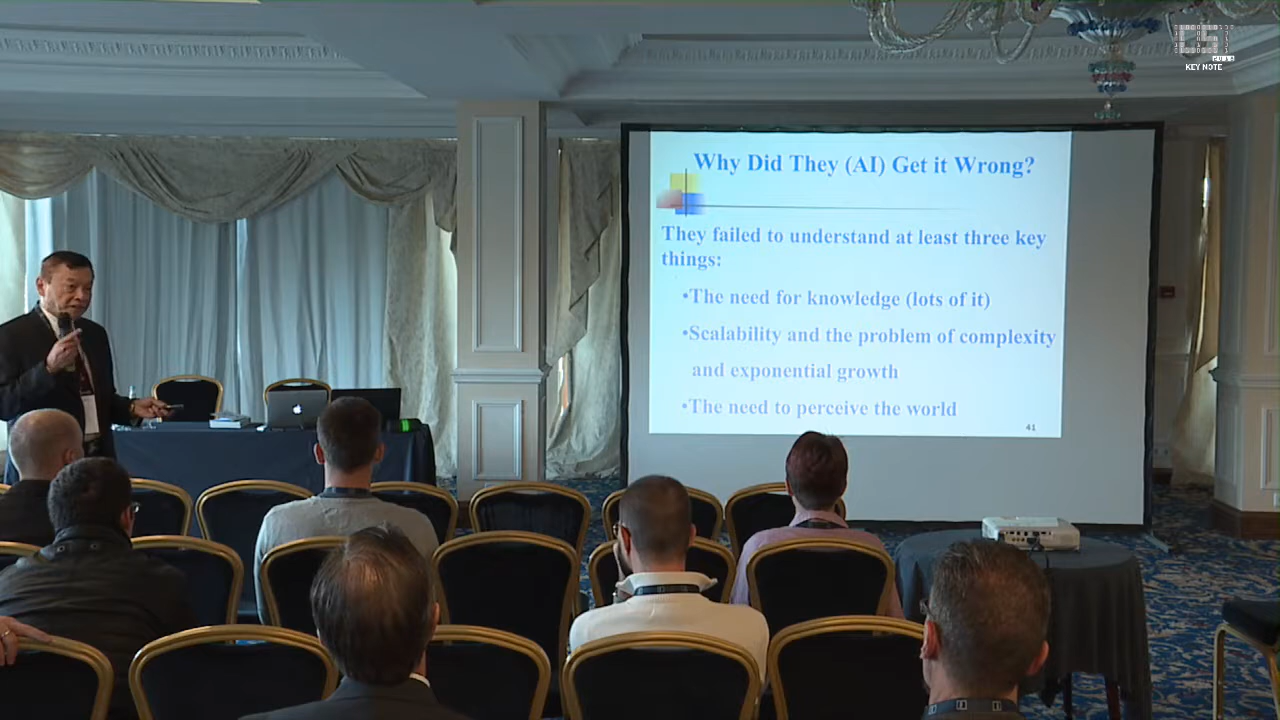 KEY NOTE
Why Did They (AI) Get it Wrong?
They failed to understand at least three key
things:
•The need for knowledge (lots of it)
•Scalability and the problem of complexity
and exponential growth
•The need to perceive the world
41